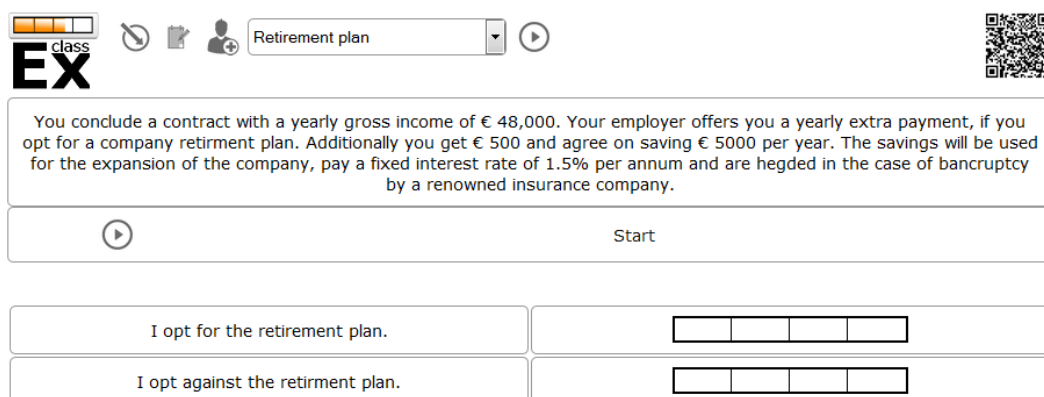 class
Ex
Retirement plan
You conclude a contract with a yearly gross income of € 48,000. Your employer offers you a yearly extra payment, if you
opt for a company retirment plan. Additionally you get € 500 and agree on saving € 5000 per year. The savings will be used
for the expansion of the company, pay a fixed interest rate of 1.5% per annum and are hegded in the case of bancruptcy
by a renowned insurance company.
Start
I opt for the retirement plan.
I opt against the retirment plan.